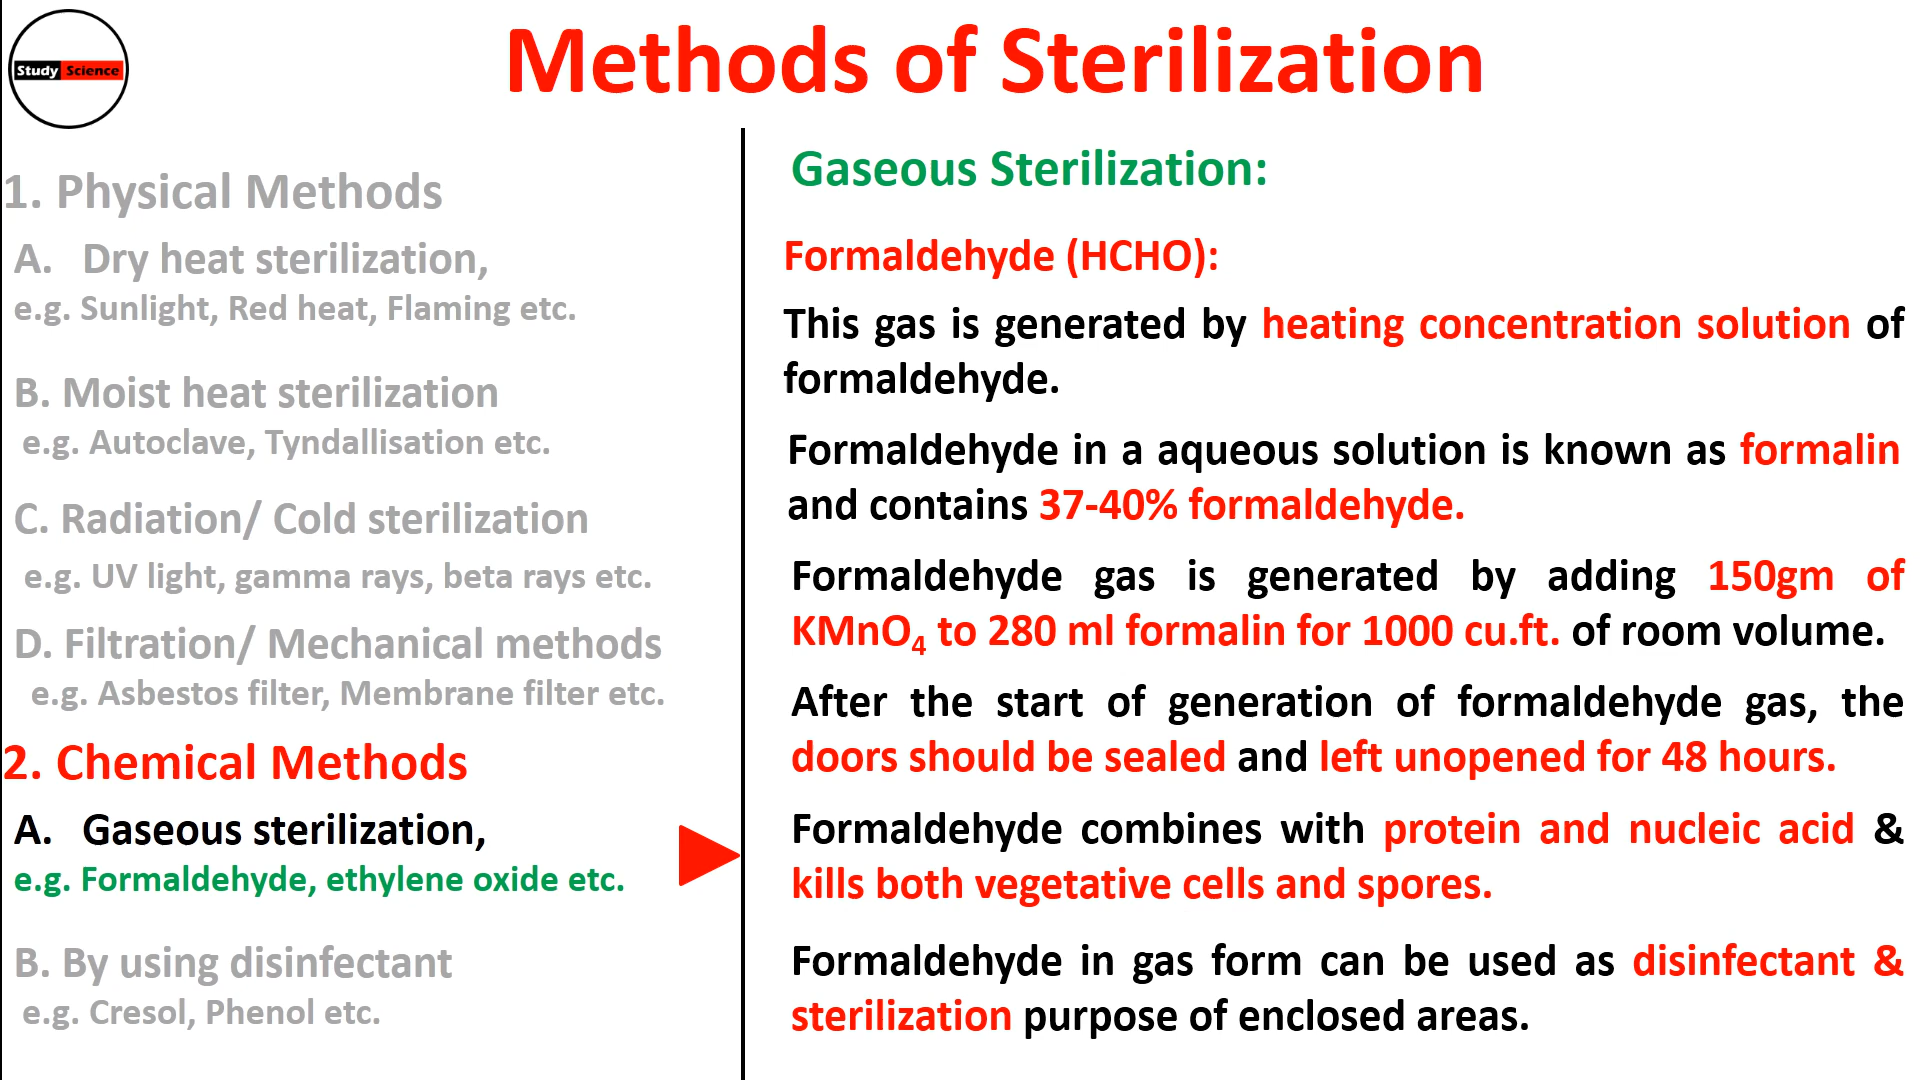 Study Science
Methods of Sterilization
1. Physical Methods
A. Dry heat sterilization,
e.g. Sunlight, Red heat, Flaming etc.
B. Moist heat sterilization
e.g. Autoclave, Tyndallisation etc.
C. Radiation/ Cold sterilization
e.g. UV light, gamma rays, beta rays etc.
D. Filtration/ Mechanical methods
e.g. Asbestos filter, Membrane filter etc.
2. Chemical Methods
A. Gaseous sterilization,
e.g. Formaldehyde, ethylene oxide etc.
B. By using disinfectant
e.g. Cresol, Phenol etc.
Gaseous Sterilization:
Formaldehyde (HCHO):
This gas is generated by heating concentration solution of
formaldehyde.
Formaldehyde in a aqueous solution is known as formalin
and contains 37-40% formaldehyde.
Formaldehyde gas is generated by adding 150gm of
KMnO₄ to 280 ml formalin for 1000 cu.ft. of room volume.
After the start of generation of formaldehyde gas, the
doors should be sealed and left unopened for 48 hours.
Formaldehyde combines with protein and nucleic acid &
kills both vegetative cells and spores.
Formaldehyde in gas form can be used as disinfectant &
sterilization purpose of enclosed areas.